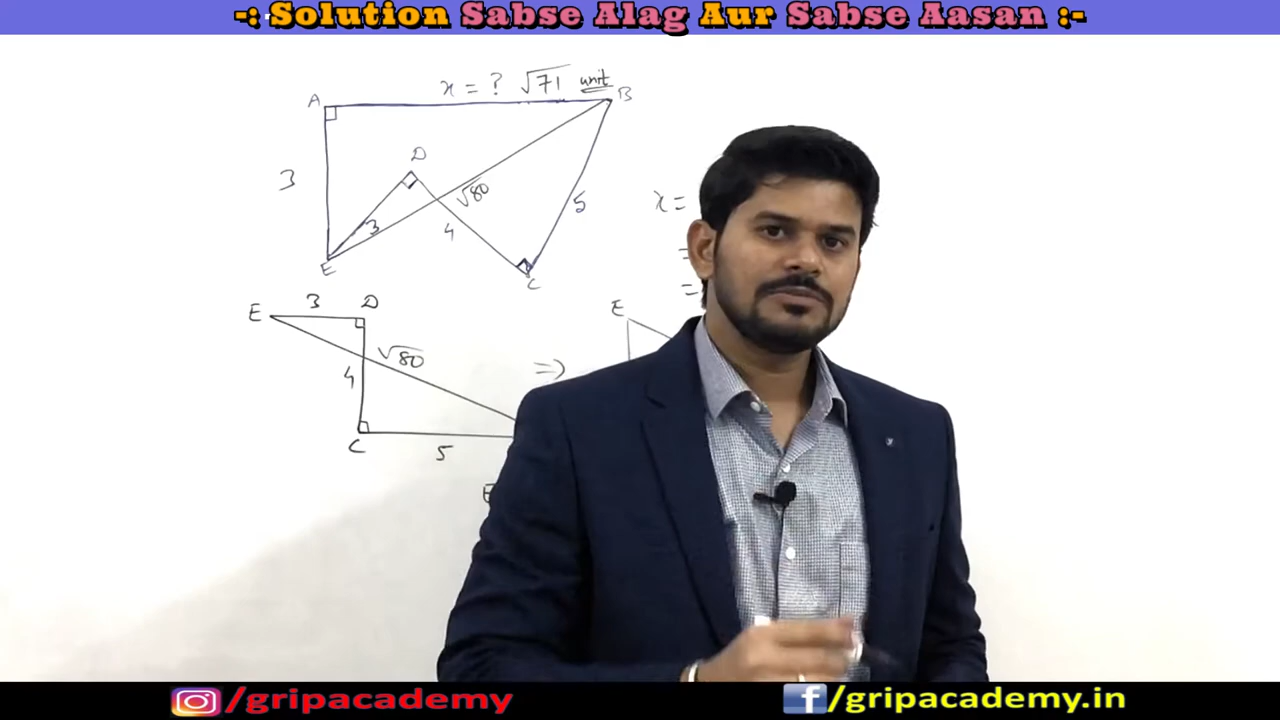 -: Solution Sabse Alag Aur Sabse Aasan :-
x = ? √71 unit
A
B
D
3
√80
5
x =
3
4
=
E
C
=
E
3
D
E
√80
4
=>
C
5
E
/gripacademy
f/gripacademy.in